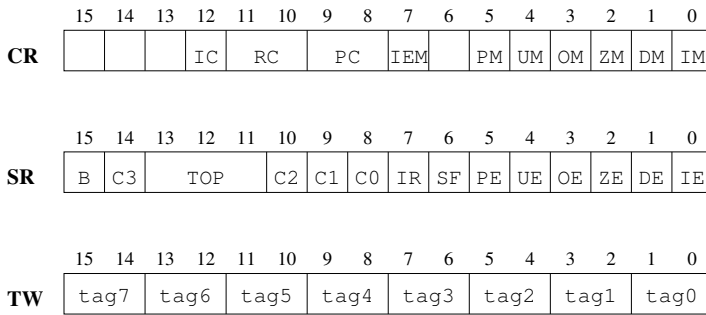 15 14 13 12 11 10 9 8 7 6 5 4 3 2 1 0
CR IC RC PC IEM PM UM OM ZM DM IM
15 14 13 12 11 10 9 8 7 6 5 4 3 2 1 0
SR B C3 TOP C2 C1 C0 IR SF PE UE OE ZE DE IE
15 14 13 12 11 10 9 8 7 6 5 4 3 2 1 0
TW tag7 tag6 tag5 tag4 tag3 tag2 tag1 tag0